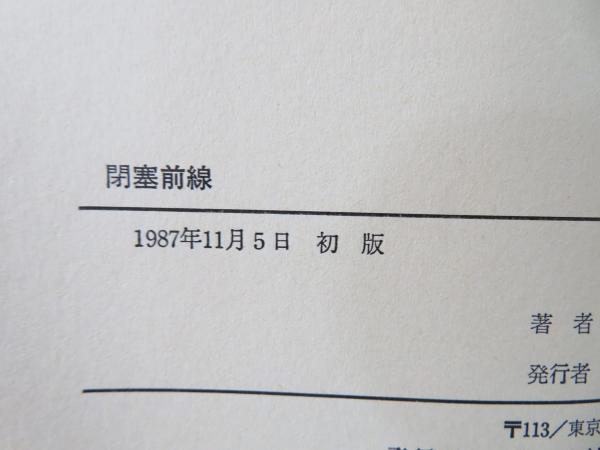 閉塞前線
1987年11月5日 初 版
著 者
発行者
〒113/東京